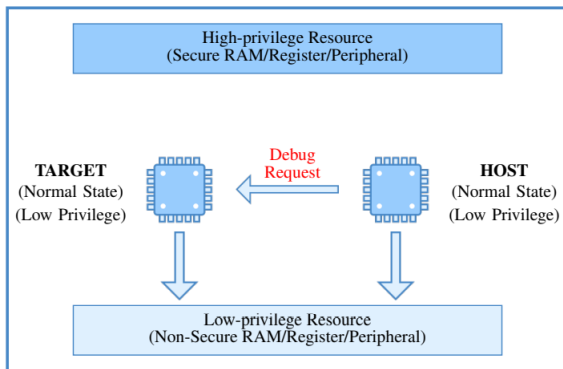 High-privilege Resource
(Secure RAM/Register/Peripheral)
Debug
Request
TARGET
(Normal State)
(Low Privilege)
HOST
(Normal State)
(Low Privilege)
Low-privilege Resource
(Non-Secure RAM/Register/Peripheral)